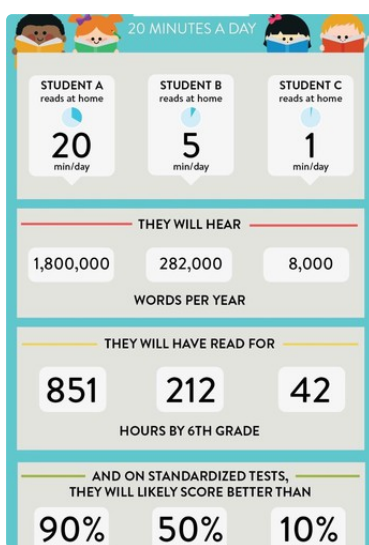 20 MINUTES A DAY
STUDENT A STUDENT B STUDENT C
reads at home reads at home reads at home
20 5 1
min/day min/day min/day
THEY WILL HEAR
1,800,000 282,000 8,000
WORDS PER YEAR
THEY WILL HAVE READ FOR
851 212 42
HOURS BY 6TH GRADE
AND ON STANDARDIZED TESTS,
THEY WILL LIKELY SCORE BETTER THAN
90% 50% 10%